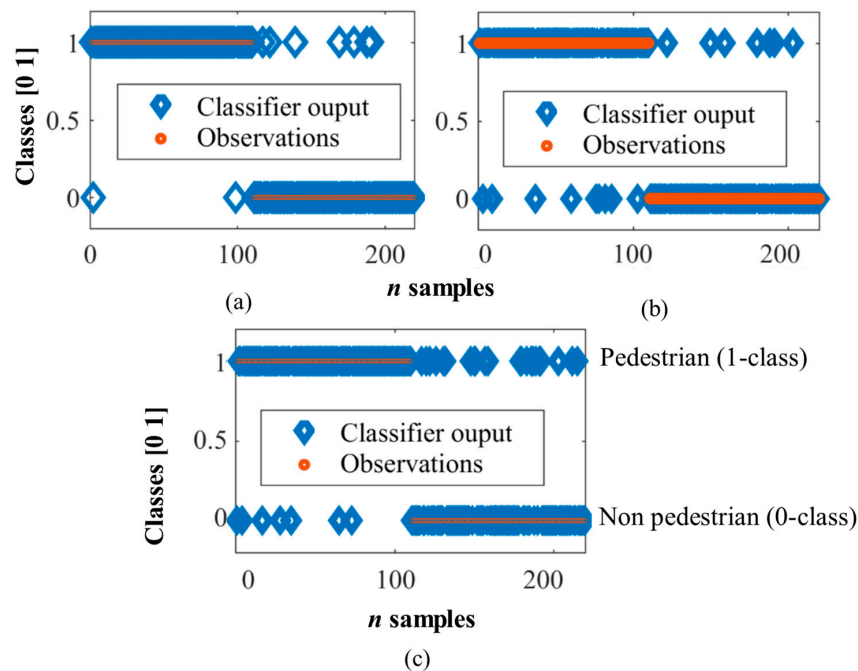 Classes [0 1]
1
0.5
0
Classifier ouput
Observations
0
100
200
1
0.5
0
Classifier ouput
Observations
0
100
200
n samples
(a)
(b)
Classes [0 1]
1
0.5
0
Classifier ouput
Observations
Pedestrian (1-class)
Non pedestrian (0-class)
0
100
200
n samples
(c)